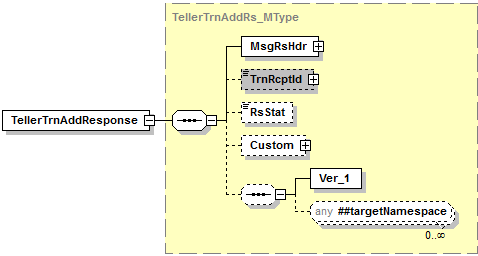 TellerTrnAddRs_MType
MsgRsHdr
TrnRcptId
TellerTrnAddResponse
RsStat
Custom
Ver_1
any ##targetNamespace
0..∞